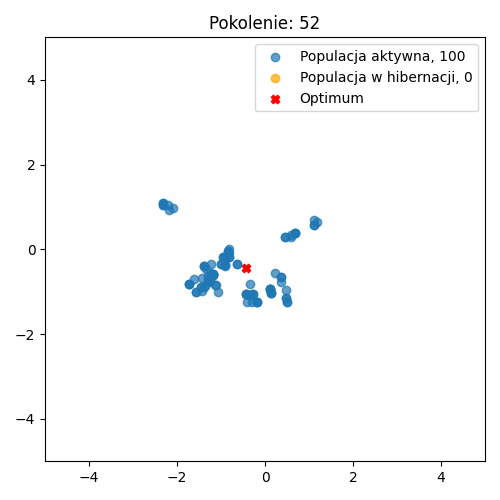 Pokolenie: 52
Populacja aktywna, 100
Populacja w hibernacji, 0
Optimum
4
2
0
−2
−4
−4 −2 0 2 4